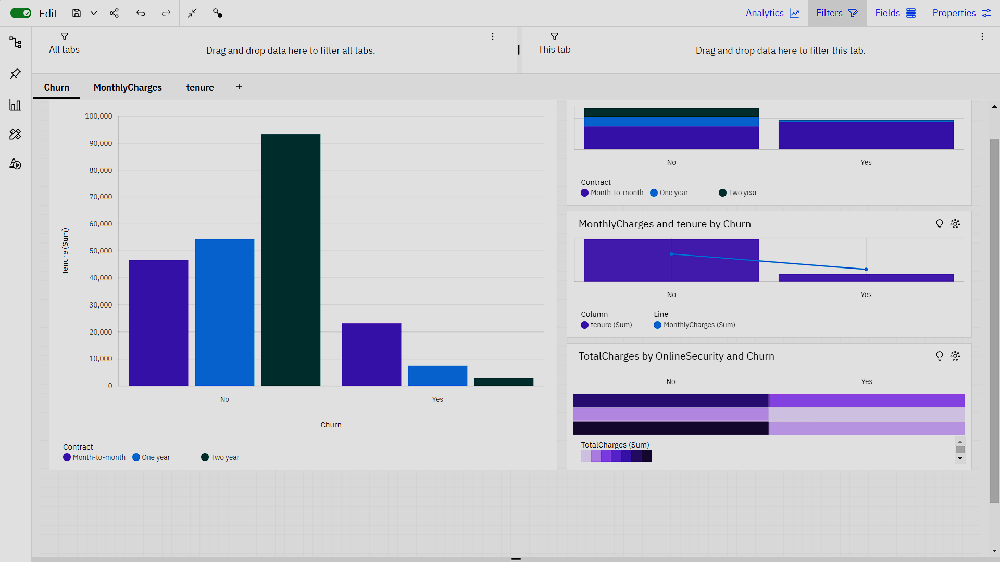 Edit
Analytics
Filters
Fields
Properties
All tabs
Drag and drop data here to filter all tabs.
This tab
Drag and drop data here to filter this tab.
Churn
MonthlyCharges
tenure
+
100,000
90,000
80,000
70,000
60,000
50,000
40,000
30,000
20,000
10,000
0
tenure (Sum)
No
Yes
Churn
Contract
Month-to-month
One year
Two year
No
Yes
Contract
Month-to-month
One year
Two year
MonthlyCharges and tenure by Churn
No
Yes
Column
Line
tenure (Sum)
MonthlyCharges (Sum)
TotalCharges by OnlineSecurity and Churn
No
Yes
TotalCharges (Sum)